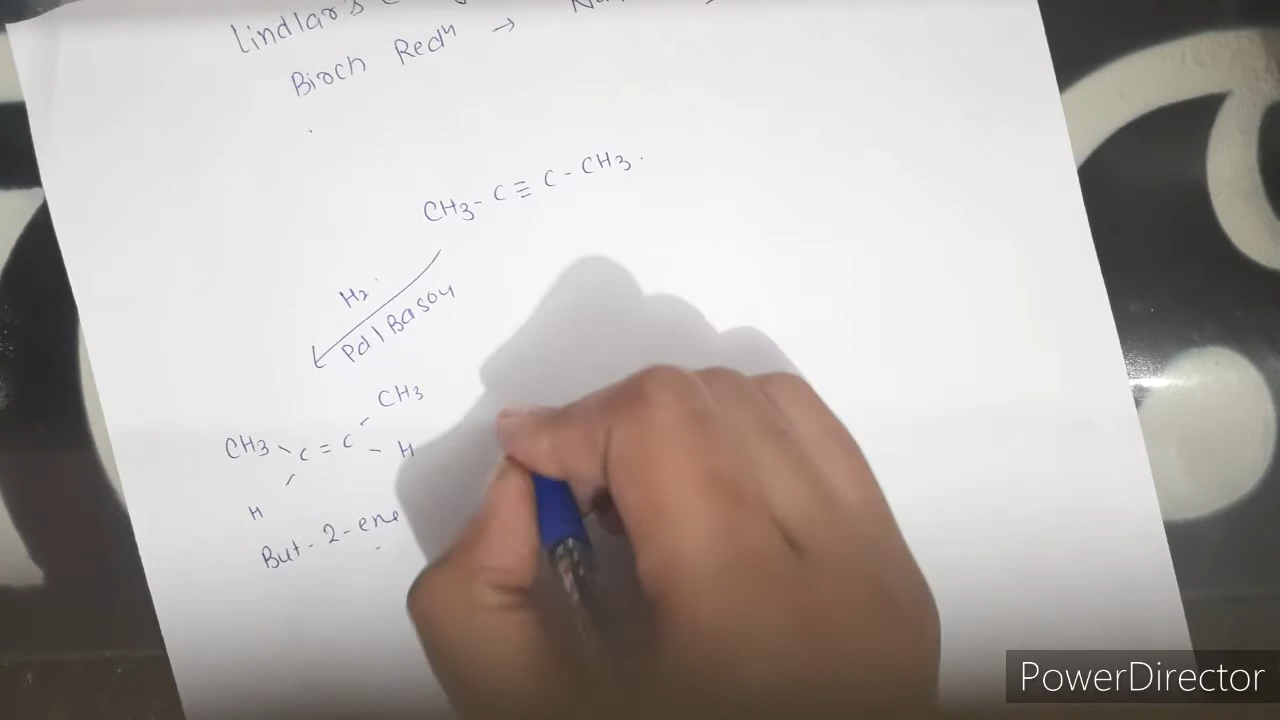 Lindlar's
Birch Redⁿ →
CH3 - C ≡ C - CH3.
H2
Pd | BaSO4
CH3
CH3 \ C = C - H
H
But - 2 - ene
PowerDirector